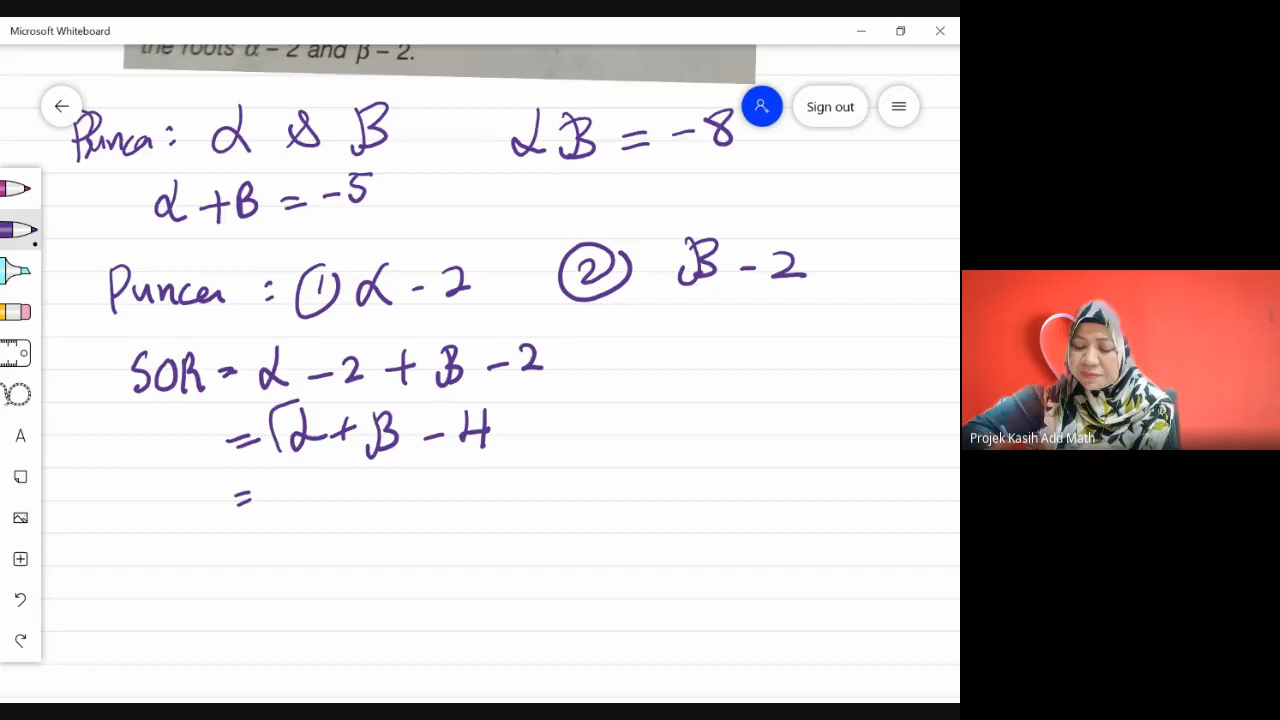 Microsoft Whiteboard
the roots α – 2 and β – 2.
Sign out
Punca : α & β αβ = -8
α + β = -5
Punca : ① α - 2 ② β - 2
SOR = α - 2 + β - 2
= α + β - 4
=
A
Projek Kasih Add Math